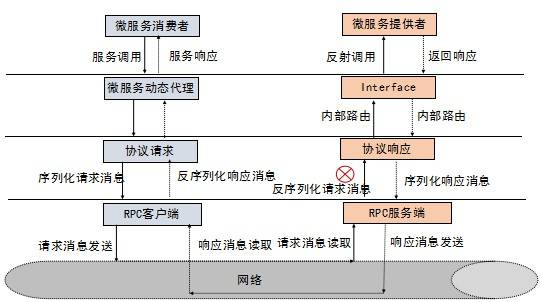 微服务消费者
微服务提供者
服务调用
服务响应
反射调用
返回响应
微服务动态代理
Interface
内部路由
内部路由
协议请求
协议响应
序列化请求消息
反序列化响应消息
反序列化请求消息
序列化响应消息
RPC客户端
RPC服务端
请求消息发送
响应消息读取
请求消息读取
响应消息发送
网络